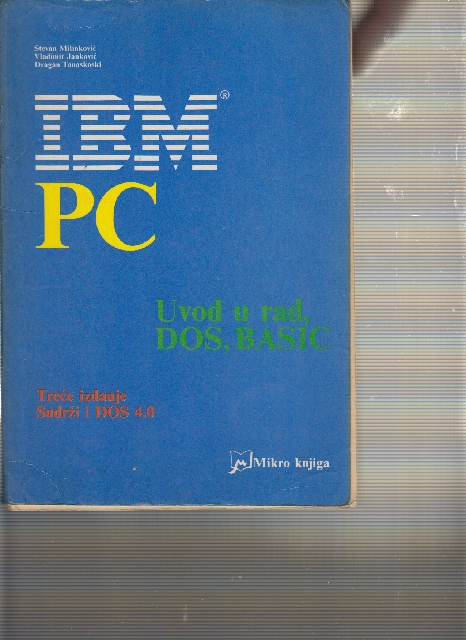 Stevan Milinković
Vladimir Janković
Dragan Tanaskoski
IBM®
PC
Uvod u rad,
DOS, BASIC
Treće izdanje
Sadrži i DOS 4.0
Mikro knjiga